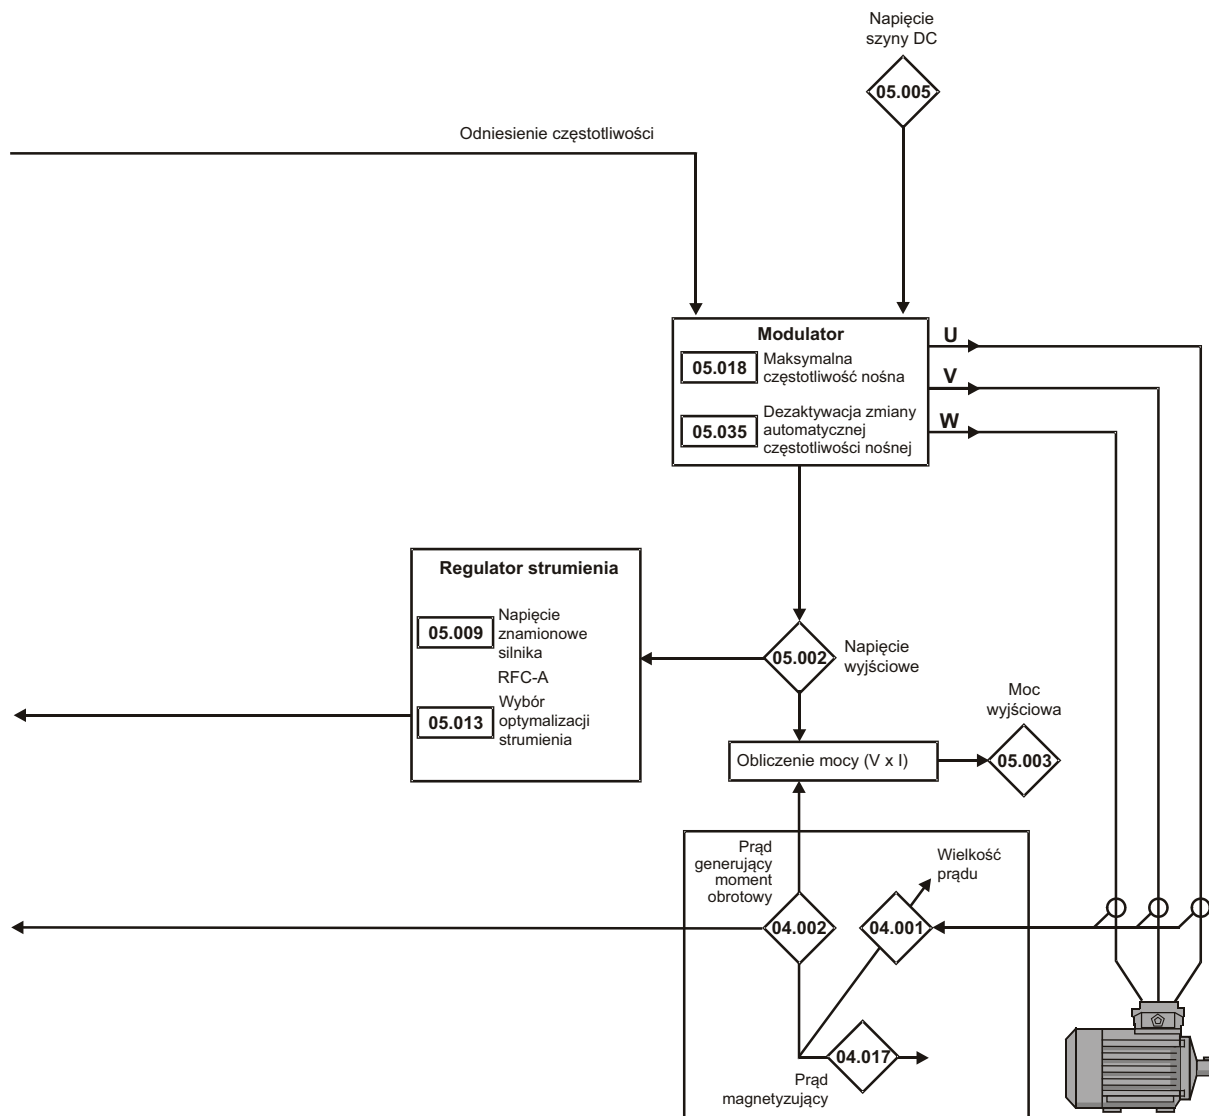 Napięcie
szyny DC
05.005
Odniesienie częstotliwości
Modulator
05.018
Maksymalna
częstotliwość nośna
05.035
Dezaktywacja zmiany
automatycznej
częstotliwości nośnej
U
V
W
Regulator strumienia
05.009
Napięcie
znamionowe
silnika
RFC-A
05.013
Wybór
optymalizacji
strumienia
05.002
Napięcie
wyjściowe
Moc
wyjściowa
05.003
Obliczenie mocy (V x I)
Prąd
generujący
moment
obrotowy
04.002
Wielkość
prądu
04.001
04.017
Prąd
magnetyzujący